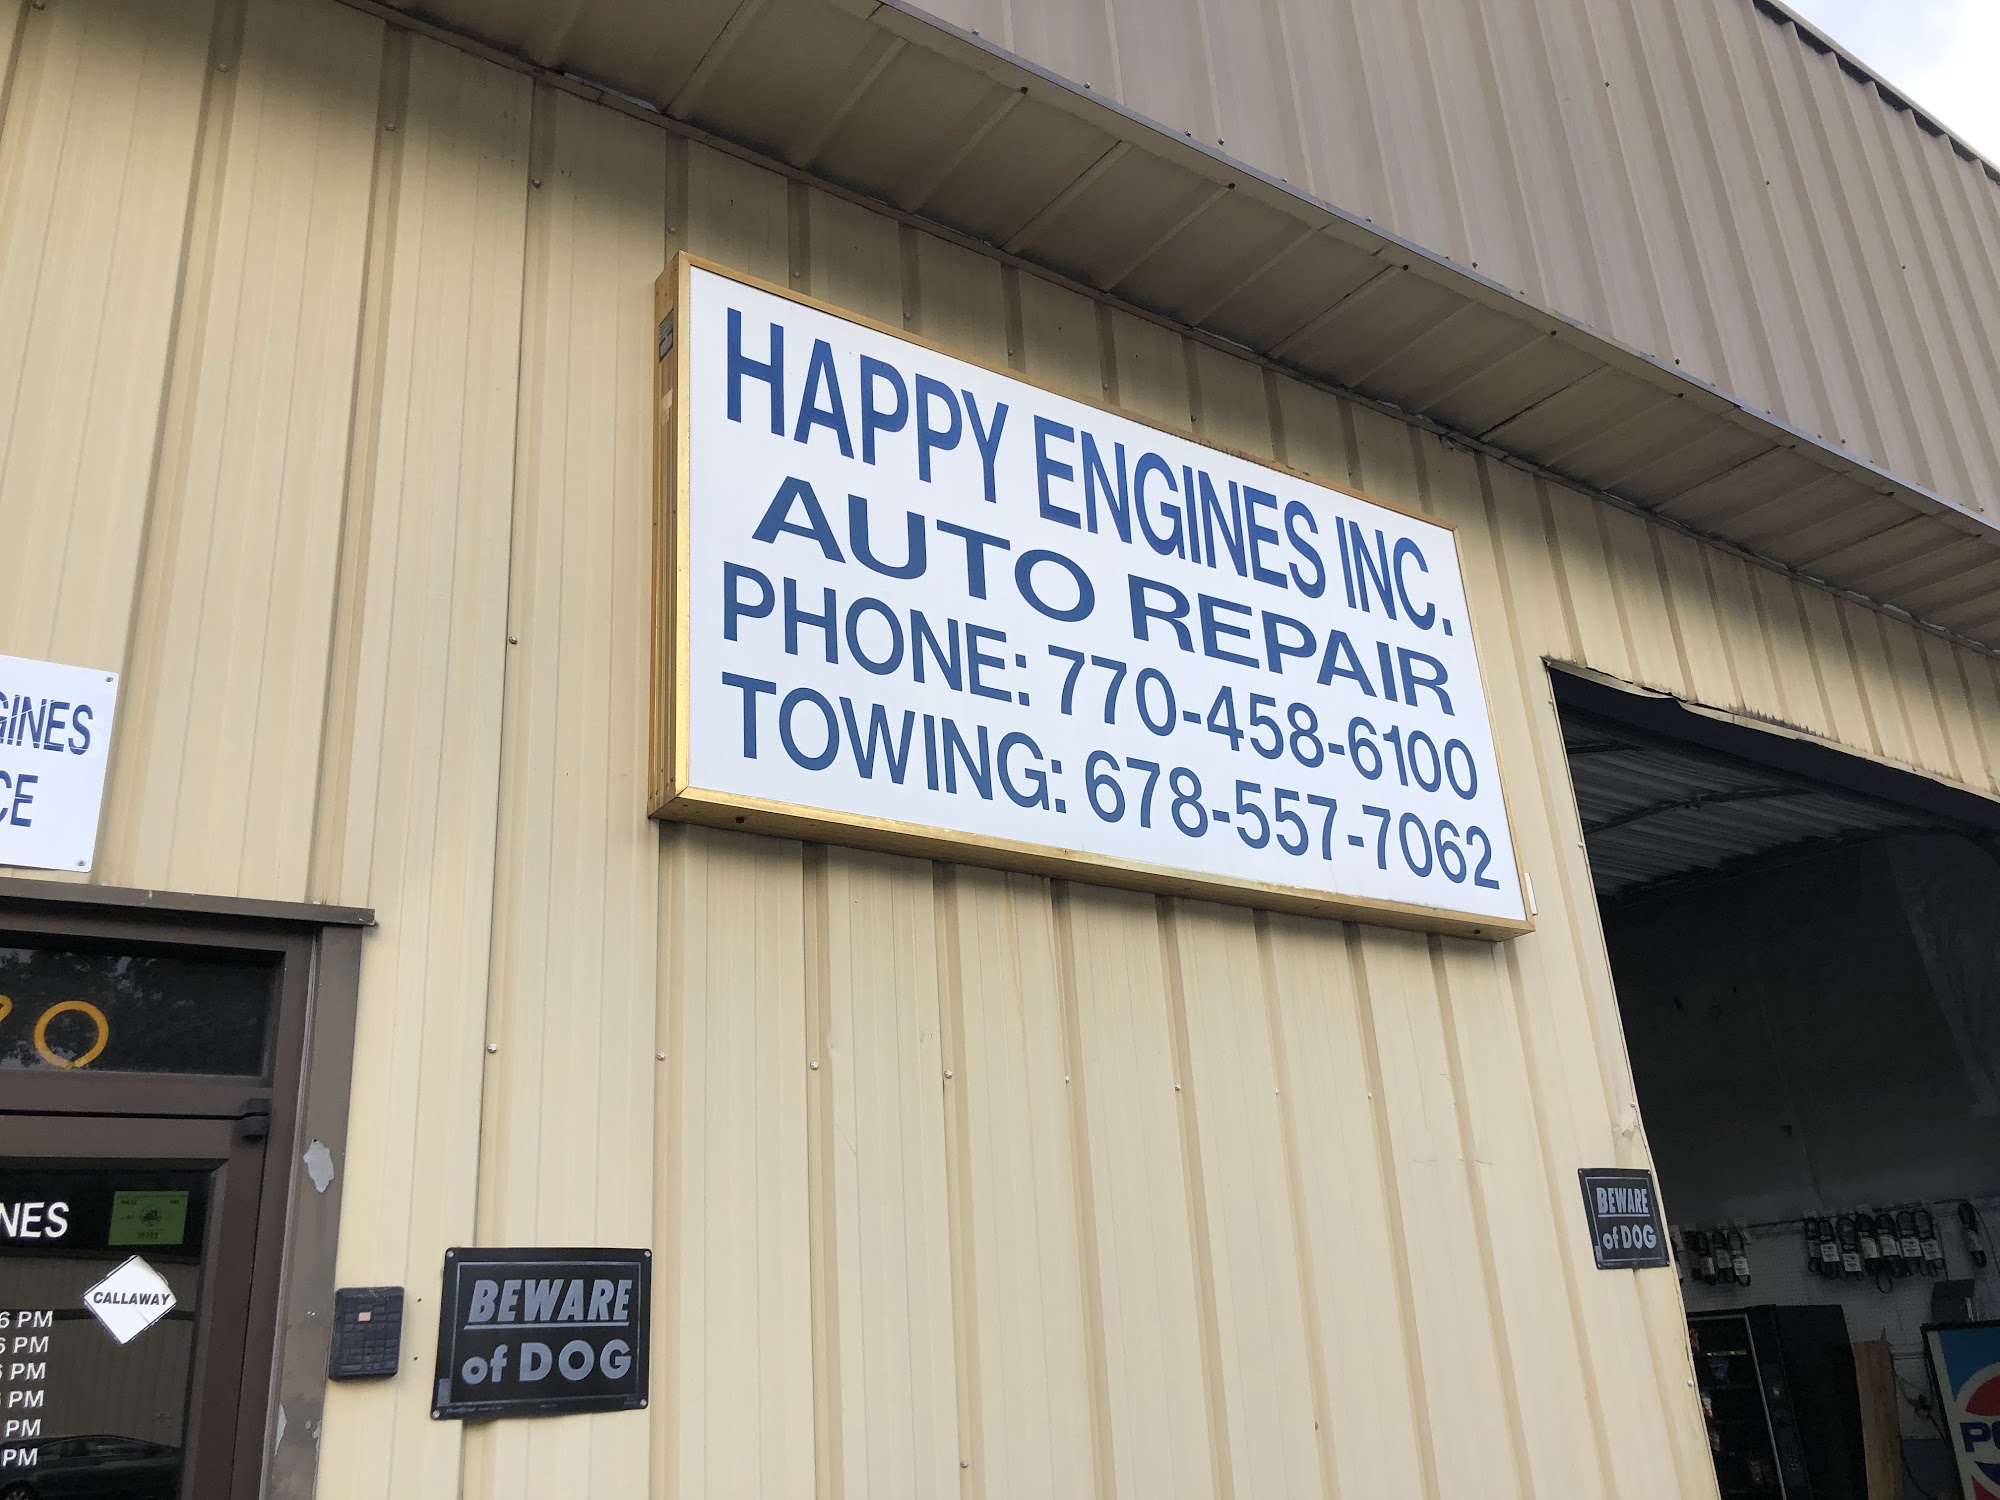 HAPPY ENGINES INC.
AUTO REPAIR
PHONE: 770-458-6100
TOWING: 678-557-7062
GINES
CE
O
NES
CALLAWAY
6 PM
6 PM
6 PM
6 PM
PM
PM
BEWARE
of DOG
BEWARE
of DOG